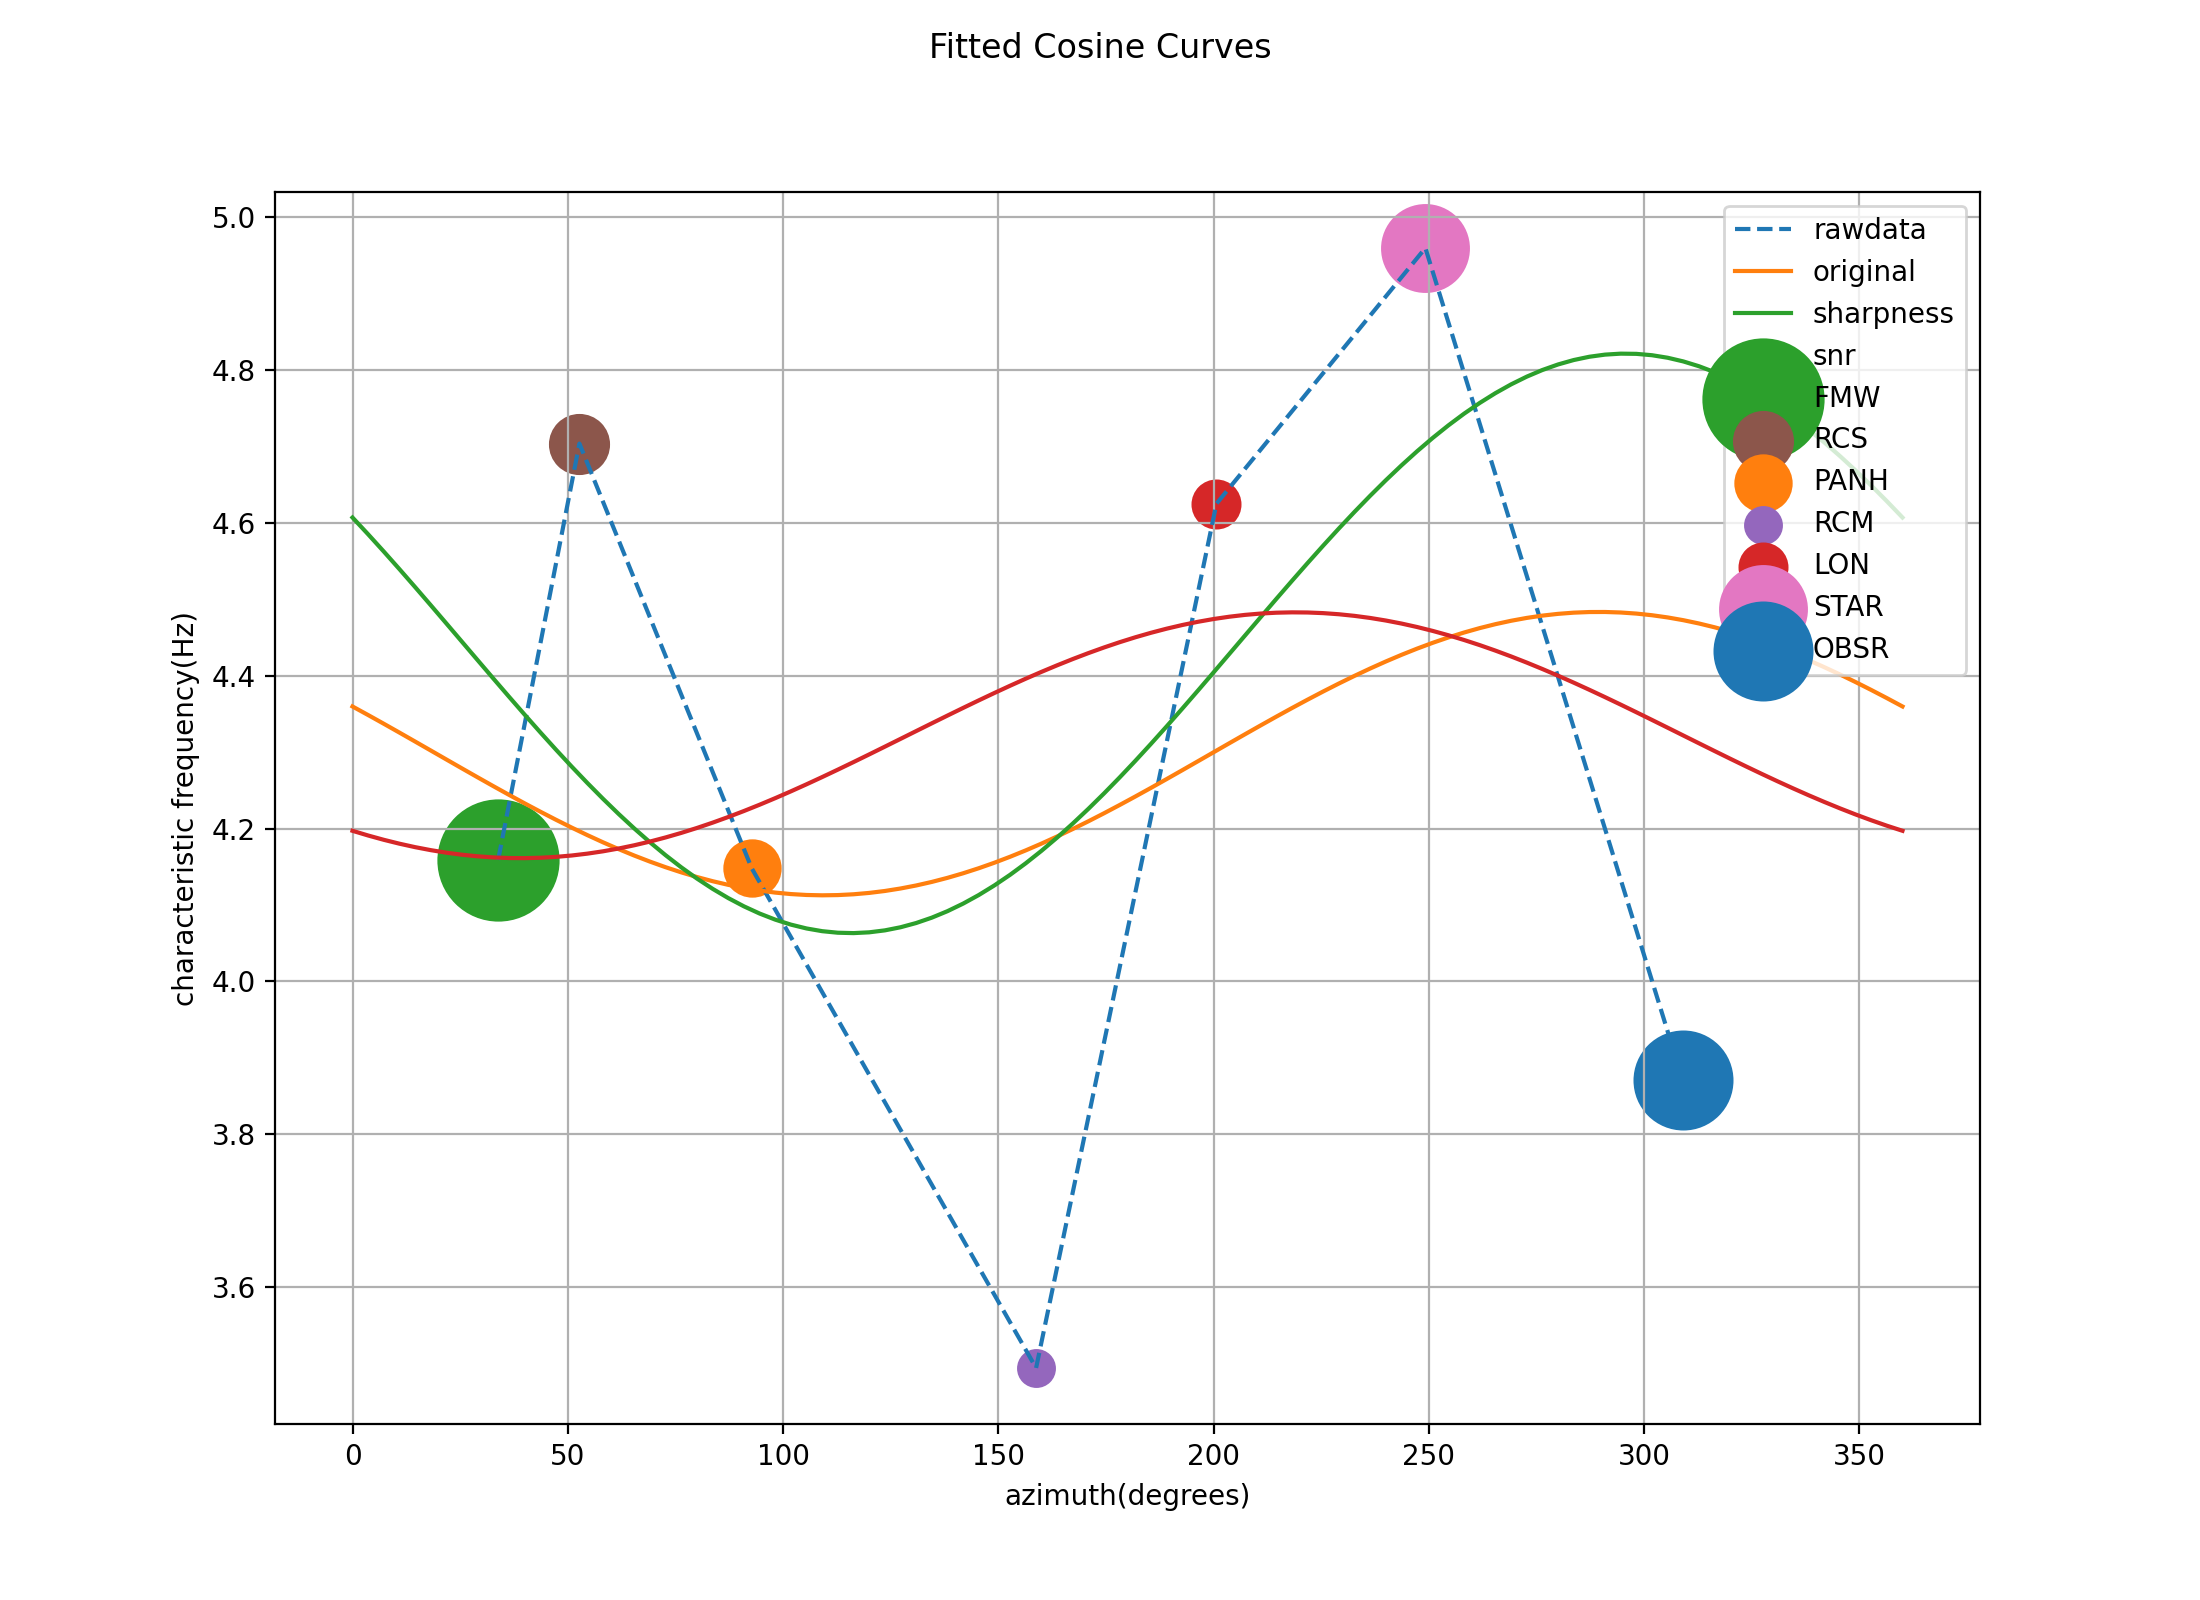 Fitted Cosine Curves
5.0
4.8
4.6
4.4
4.2
4.0
3.8
3.6
characteristic frequency(Hz)
rawdata
original
sharpness
snr
FMW
RCS
PANH
RCM
LON
STAR
OBSR
0 50 100 150 200 250 300 350
azimuth(degrees)